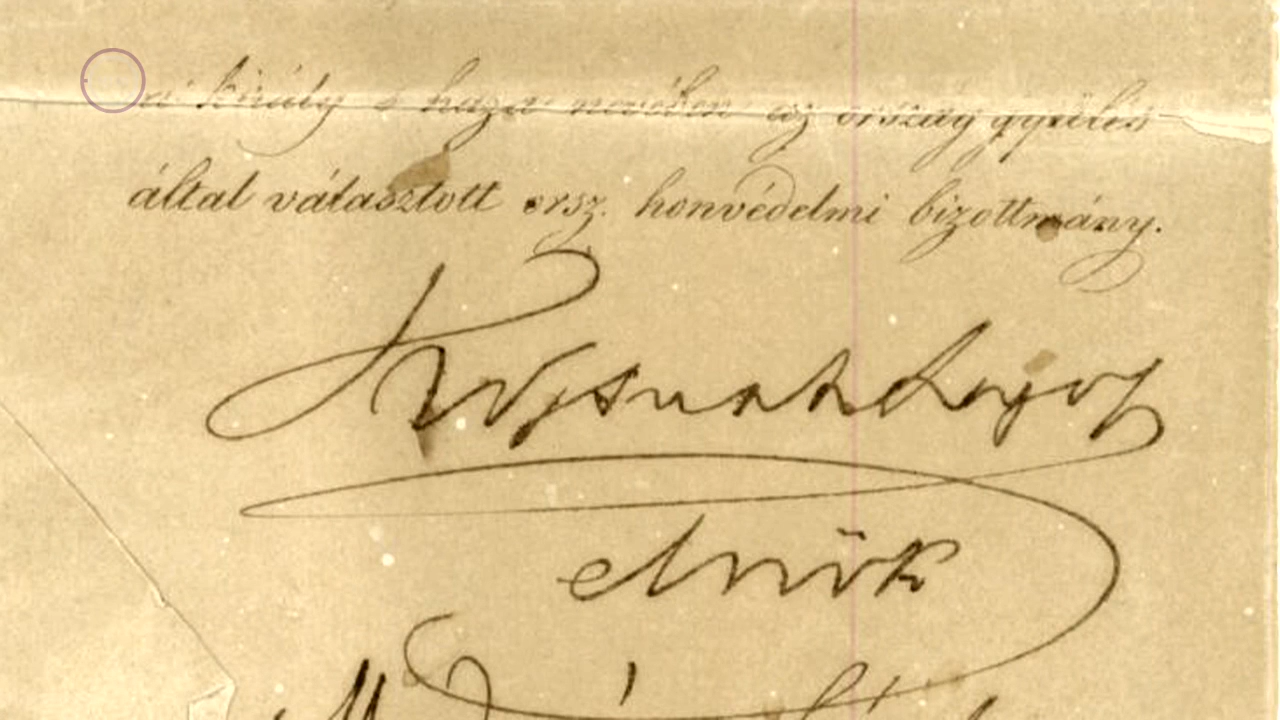 a' király s haza nevében az ország gyűlés
által választott orsz. honvédelmi bizottmány.
Kossuth Lajos
elnök